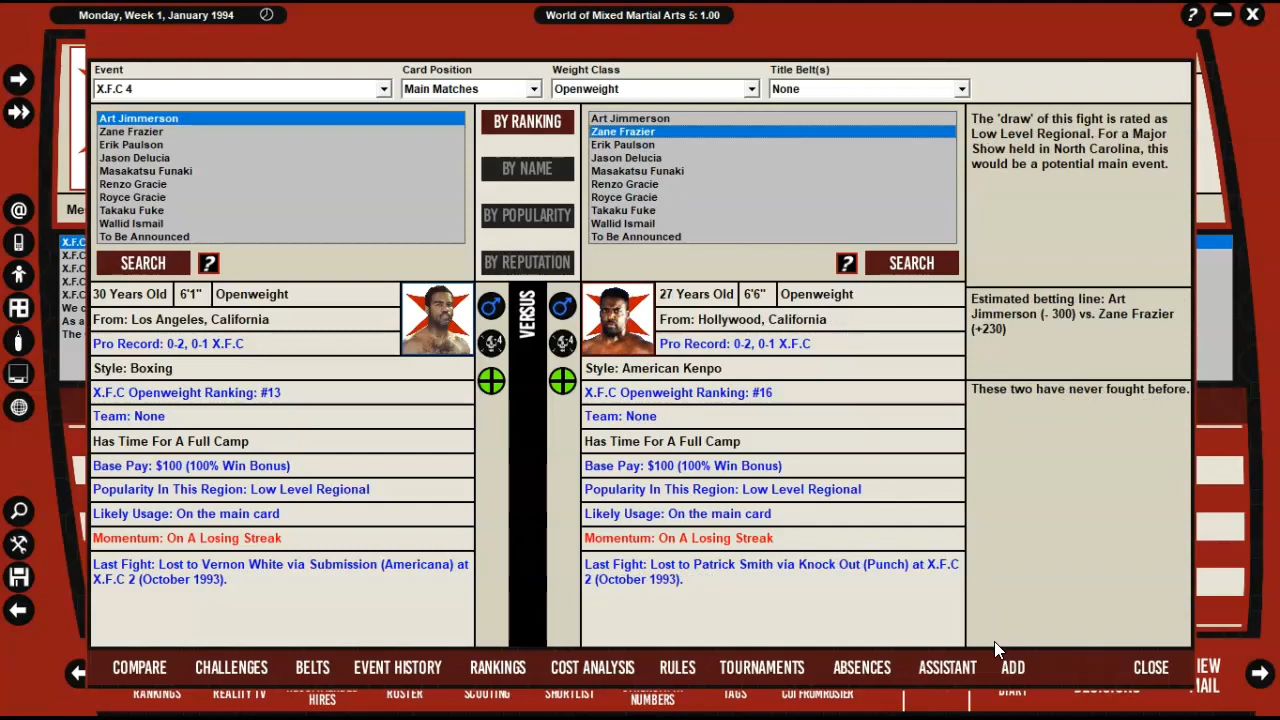 Monday, Week 1, January 1994
World of Mixed Martial Arts 5: 1.00
?
Event
Card Position
Weight Class
Title Belt(s)
X.F.C 4
Main Matches
Openweight
None
Art Jimmerson
Zane Frazier
Erik Paulson
Jason Delucia
Masakatsu Funaki
Renzo Gracie
Royce Gracie
Takaku Fuke
Wallid Ismail
To Be Announced
SEARCH
?
BY RANKING
BY NAME
BY POPULARITY
BY REPUTATION
Art Jimmerson
Zane Frazier
Erik Paulson
Jason Delucia
Masakatsu Funaki
Renzo Gracie
Royce Gracie
Takaku Fuke
Wallid Ismail
To Be Announced
?
SEARCH
The 'draw' of this fight is rated as
Low Level Regional. For a Major
Show held in North Carolina, this
would be a potential main event.
30 Years Old
6'1"
Openweight
From: Los Angeles, California
Pro Record: 0-2, 0-1 X.F.C
Style: Boxing
X.F.C Openweight Ranking: #13
Team: None
Has Time For A Full Camp
Base Pay: $100 (100% Win Bonus)
Popularity In This Region: Low Level Regional
Likely Usage: On the main card
Momentum: On A Losing Streak
Last Fight: Lost to Vernon White via Submission (Americana) at
X.F.C 2 (October 1993).
VERSUS
27 Years Old
6'6"
Openweight
From: Hollywood, California
Pro Record: 0-2, 0-1 X.F.C
Style: American Kenpo
X.F.C Openweight Ranking: #16
Team: None
Has Time For A Full Camp
Base Pay: $100 (100% Win Bonus)
Popularity In This Region: Low Level Regional
Likely Usage: On the main card
Momentum: On A Losing Streak
Last Fight: Lost to Patrick Smith via Knock Out (Punch) at X.F.C
2 (October 1993).
Estimated betting line: Art
Jimmerson (- 300) vs. Zane Frazier
(+230)
These two have never fought before.
COMPARE
CHALLENGES
BELTS
EVENT HISTORY
RANKINGS
COST ANALYSIS
RULES
TOURNAMENTS
ABSENCES
ASSISTANT
ADD
CLOSE
RANKINGS
REALITY TV
HIRES
ROSTER
SCOUTING
SHORTLIST
NUMBERS
TAGS
DIARY
MAIL